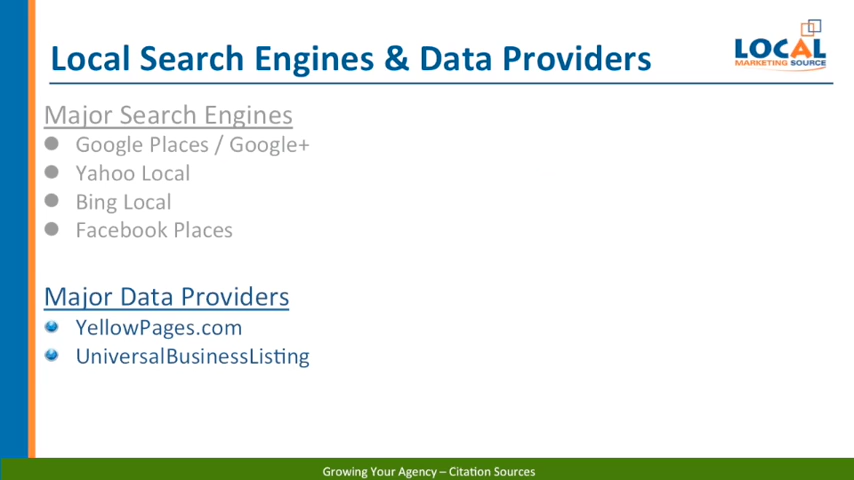 Local Search Engines & Data Providers
LOCAL
MARKETING SOURCE
Major Search Engines
Google Places / Google+
Yahoo Local
Bing Local
Facebook Places
Major Data Providers
YellowPages.com
UniversalBusinessListing
Growing Your Agency – Citation Sources